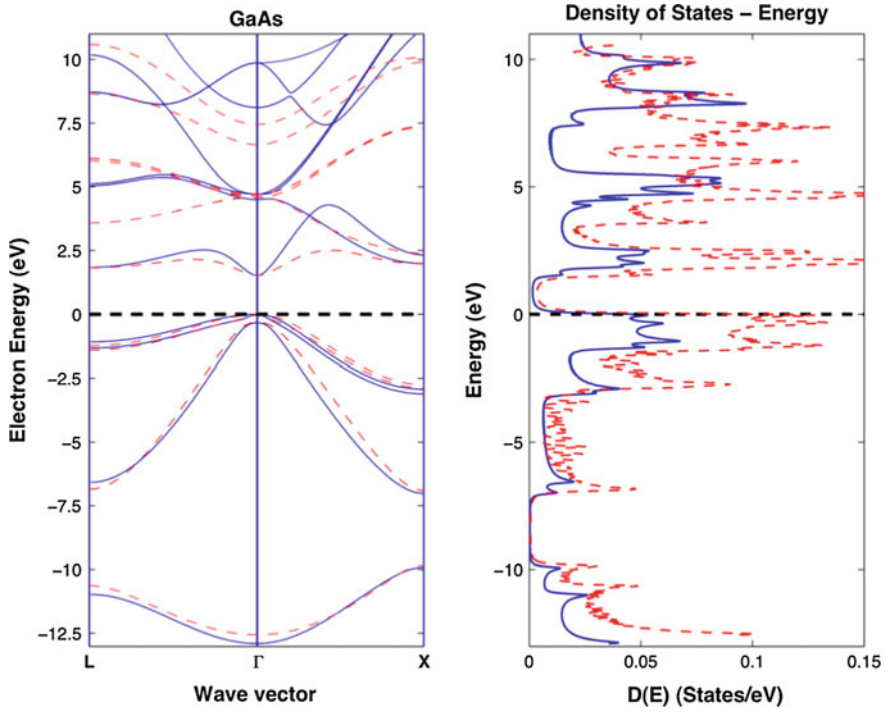 GaAs
Electron Energy (eV)
10
7.5
5
2.5
0
−2.5
−5
−7.5
−10
−12.5
L
Γ
X
Wave vector
Density of States – Energy
Energy (eV)
10
5
0
−5
−10
0
0.05
0.1
0.15
D(E) (States/eV)